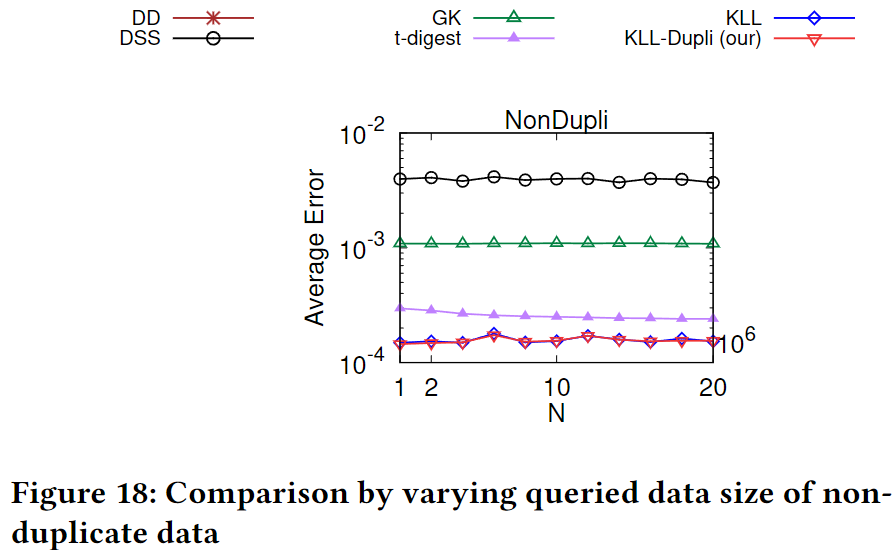 DD
GK
KLL
DSS
t-digest
KLL-Dupli (our)
NonDupli
10-2
10-3
10-4
Average Error
1 2 10 20
106
N
Figure 18: Comparison by varying queried data size of non-
duplicate data